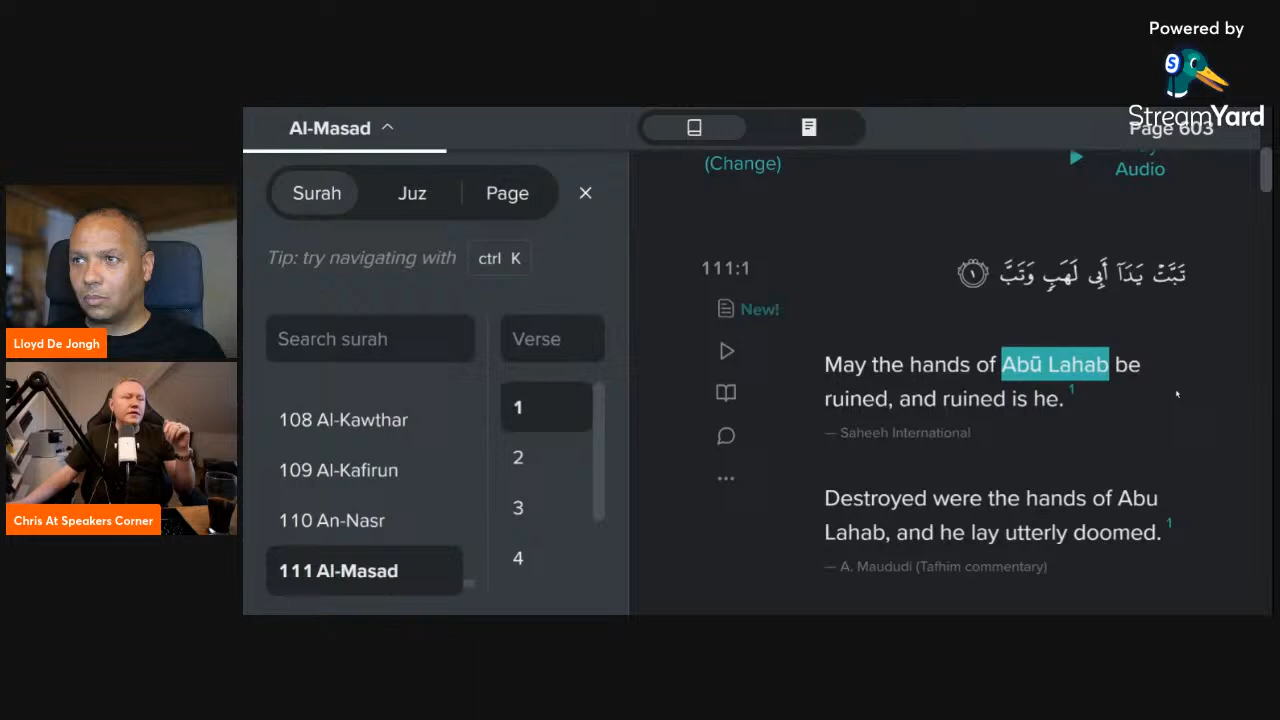 Powered by
StreamYard
Al-Masad
Page 603
Surah
Juz
Page
(Change)
Audio
Tip: try navigating with
ctrl K
Search surah
Verse
108 Al-Kawthar
109 Al-Kafirun
110 An-Nasr
111 Al-Masad
1
2
3
4
111:1
تَبَّتْ يَدَآ أَبِى لَهَبٍ وَتَبَّ ١
New!
May the hands of Abū Lahab be
ruined, and ruined is he. 1
— Saheeh International
Destroyed were the hands of Abu
Lahab, and he lay utterly doomed. 1
— A. Maududi (Tafhim commentary)
Lloyd De Jongh
Chris At Speakers Corner